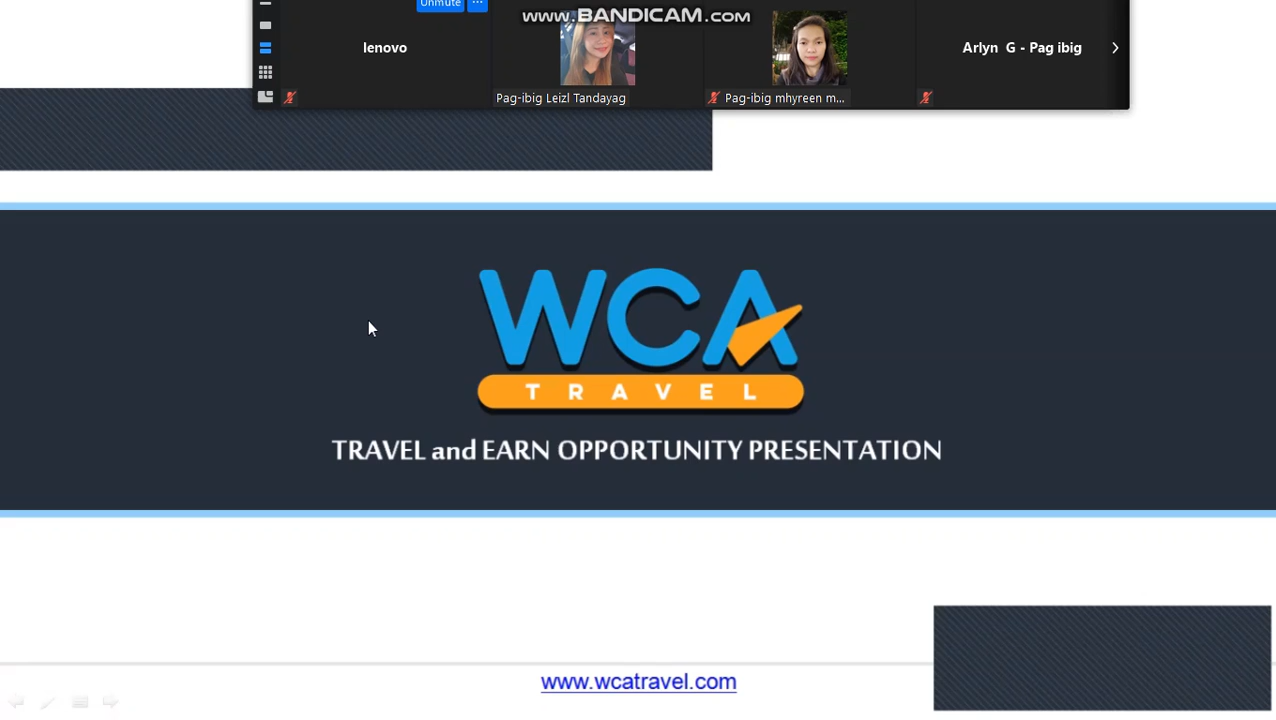 Unmute
...
www.BANDICAM.com
lenovo
Arlyn G - Pag ibig
Pag-ibig Leizl Tandayag
Pag-ibig mhyreen m...
WCA
TRAVEL
TRAVEL and EARN OPPORTUNITY PRESENTATION
www.wcatravel.com